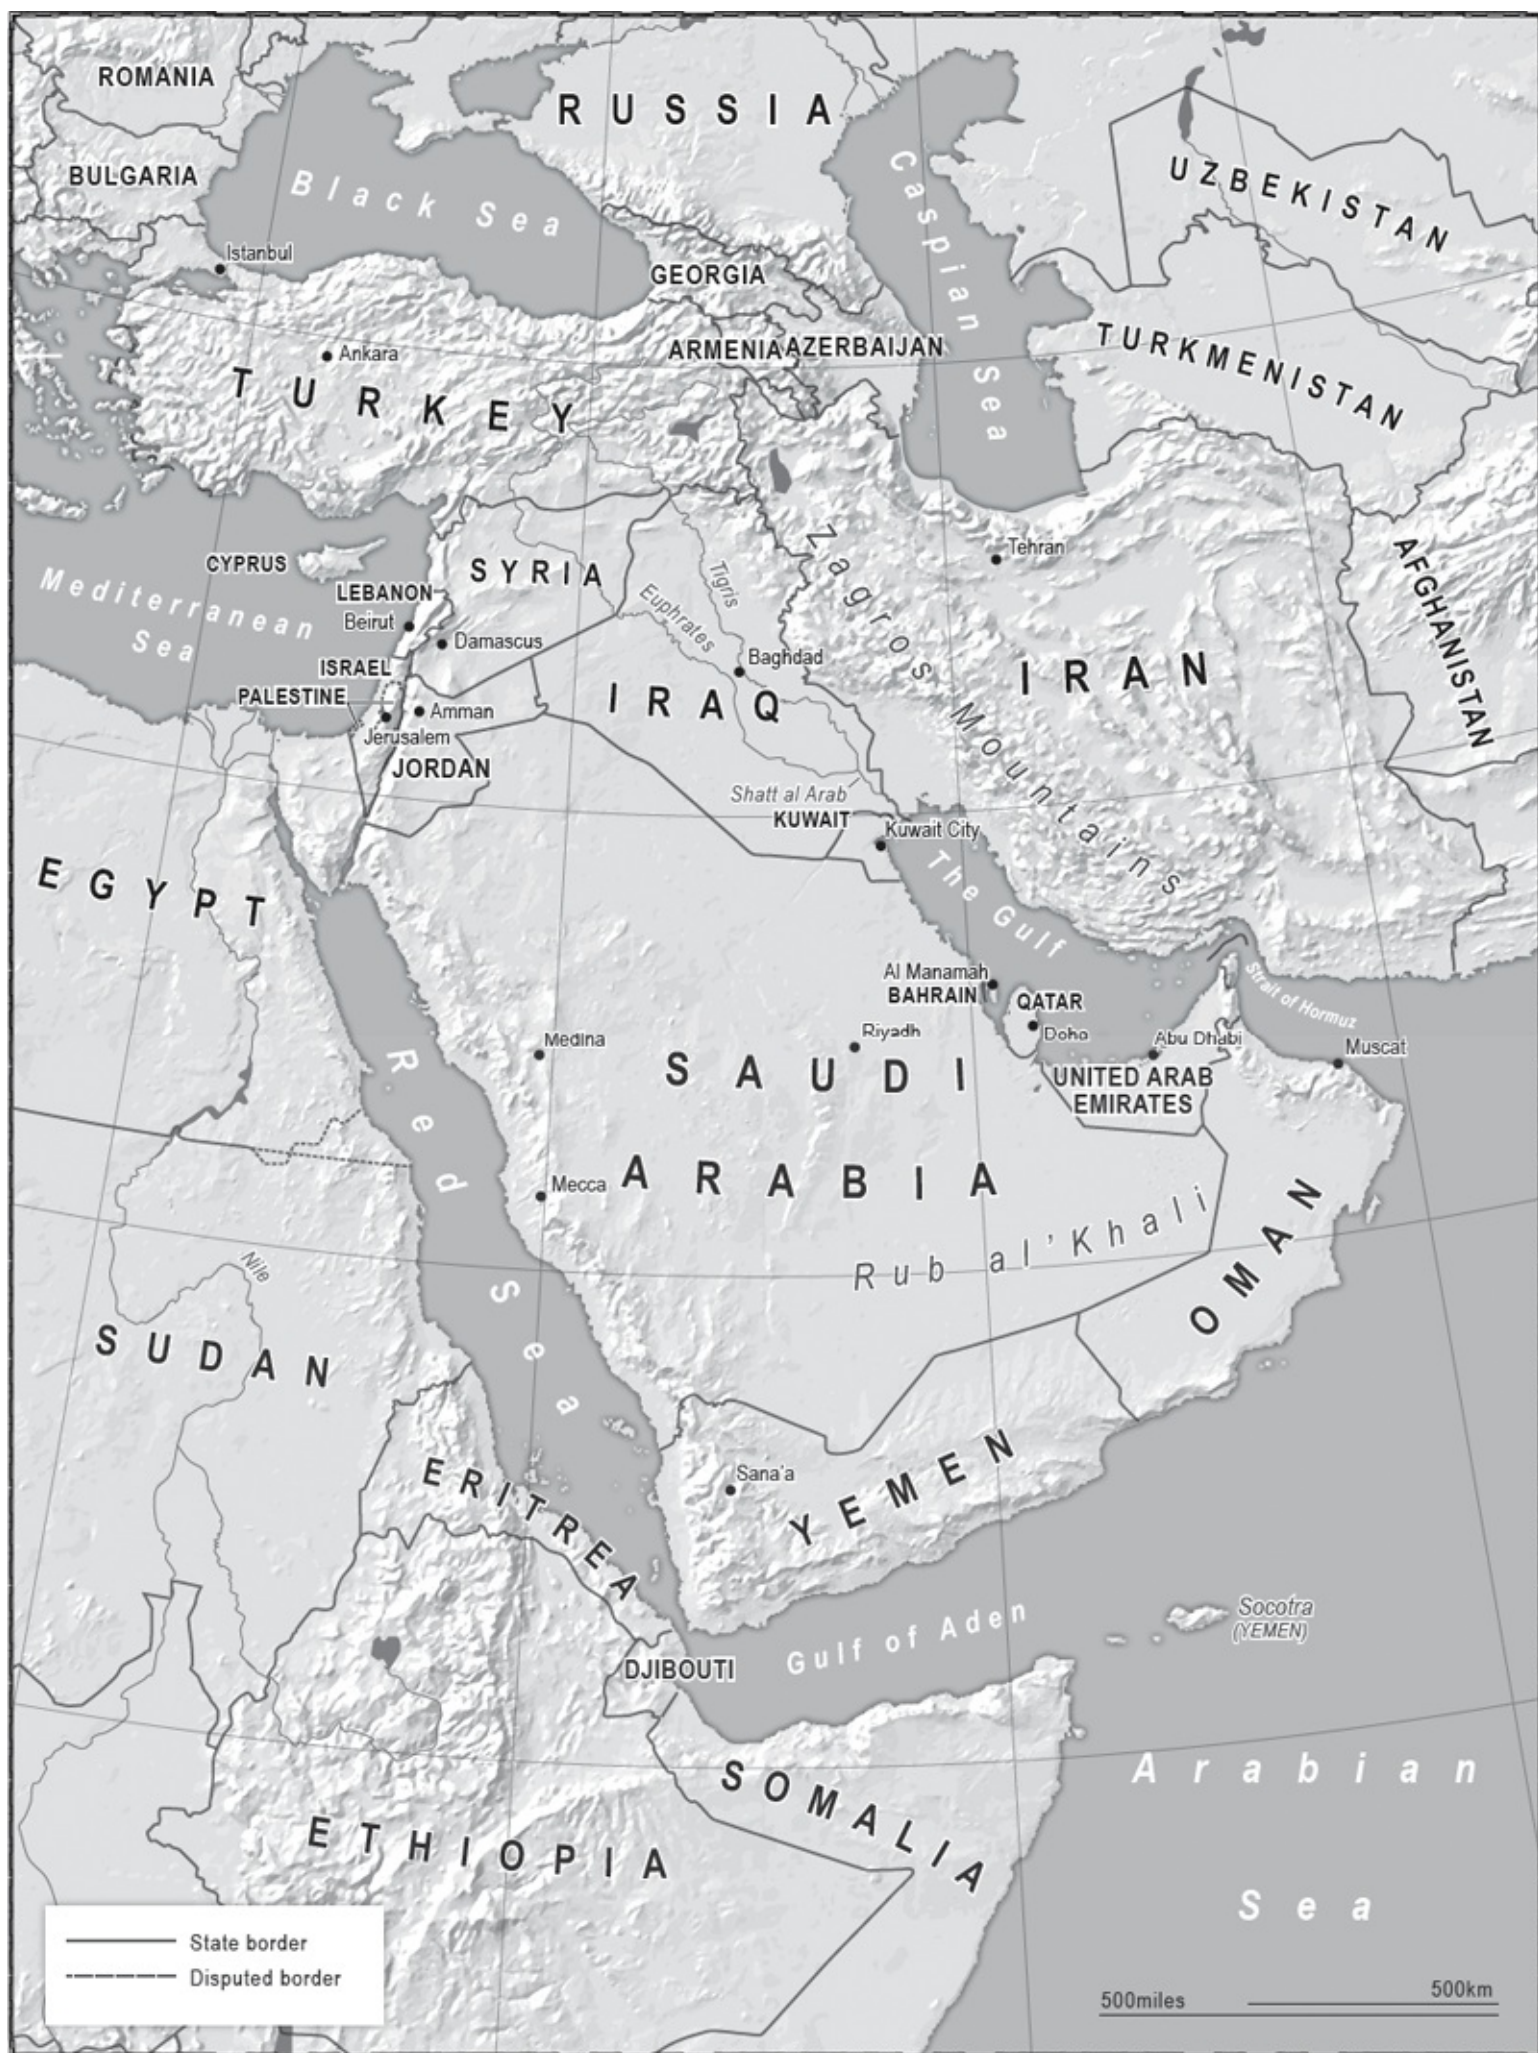 ROMANIA
RUSSIA
BULGARIA
Black Sea
Caspian Sea
UZBEKISTAN
Istanbul
GEORGIA
ARMENIA
AZERBAIJAN
TURKMENISTAN
Ankara
TURKEY
Zagros Mountains
Tehran
CYPRUS
SYRIA
Tigris
Euphrates
AFGHANISTAN
Mediterranean
Sea
LEBANON
Beirut
Damascus
Baghdad
ISRAEL
PALESTINE
IRAQ
IRAN
Amman
Jerusalem
JORDAN
Shatt al Arab
KUWAIT
Kuwait City
EGYPT
The Gulf
Al Manamah
BAHRAIN
QATAR
Strait of Hormuz
Medina
Riyadh
Doha
Abu Dhabi
Muscat
Red Sea
SAUDI
UNITED ARAB
EMIRATES
Mecca
ARABIA
Rub al'Khali
OMAN
Nile
SUDAN
YEMEN
Sana'a
ERITREA
Socotra
(YEMEN)
Gulf of Aden
DJIBOUTI
Arabian
SOMALIA
ETHIOPIA
Sea
State border
Disputed border
500km
500miles